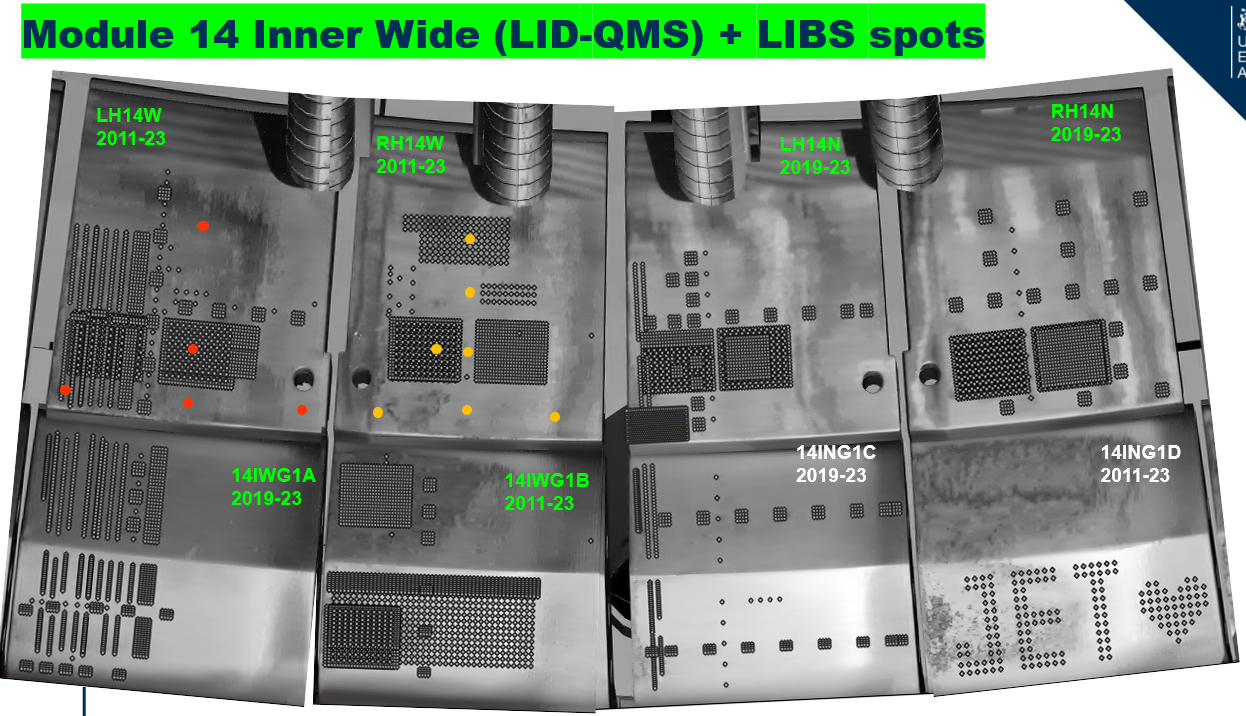 Module 14 Inner Wide (LID-QMS) + LIBS spots
U
E
A
LH14W
2011-23
RH14W
2011-23
LH14N
2019-23
RH14N
2019-23
14IWG1A
2019-23
14IWG1B
2011-23
14ING1C
2019-23
14ING1D
2011-23
JET